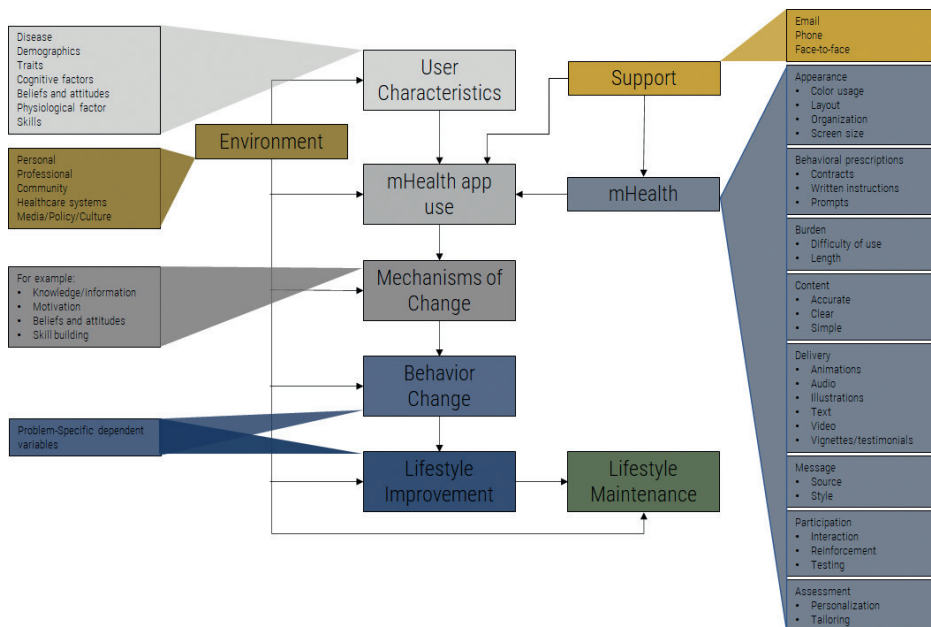 Disease
Demographics
Traits
Cognitive factors
Beliefs and attitudes
Physiological factor
Skills
Personal
Professional
Community
Healthcare systems
Media/Policy/Culture
For example:
• Knowledge/information
• Motivation
• Beliefs and attitudes
• Skill building
Problem-Specific dependent
variables
Environment
User
Characteristics
mHealth app
use
Mechanisms of
Change
Behavior
Change
Lifestyle
Improvement
Lifestyle
Maintenance
Support
mHealth
Email
Phone
Face-to-face
Appearance
• Color usage
• Layout
• Organization
• Screen size
Behavioral prescriptions
• Contracts
• Written instructions
• Prompts
Burden
• Difficulty of use
• Length
Content
• Accurate
• Clear
• Simple
Delivery
• Animations
• Audio
• Illustrations
• Text
• Video
• Vignettes/testimonials
Message
• Source
• Style
Participation
• Interaction
• Reinforcement
• Testing
Assessment
• Personalization
• Tailoring